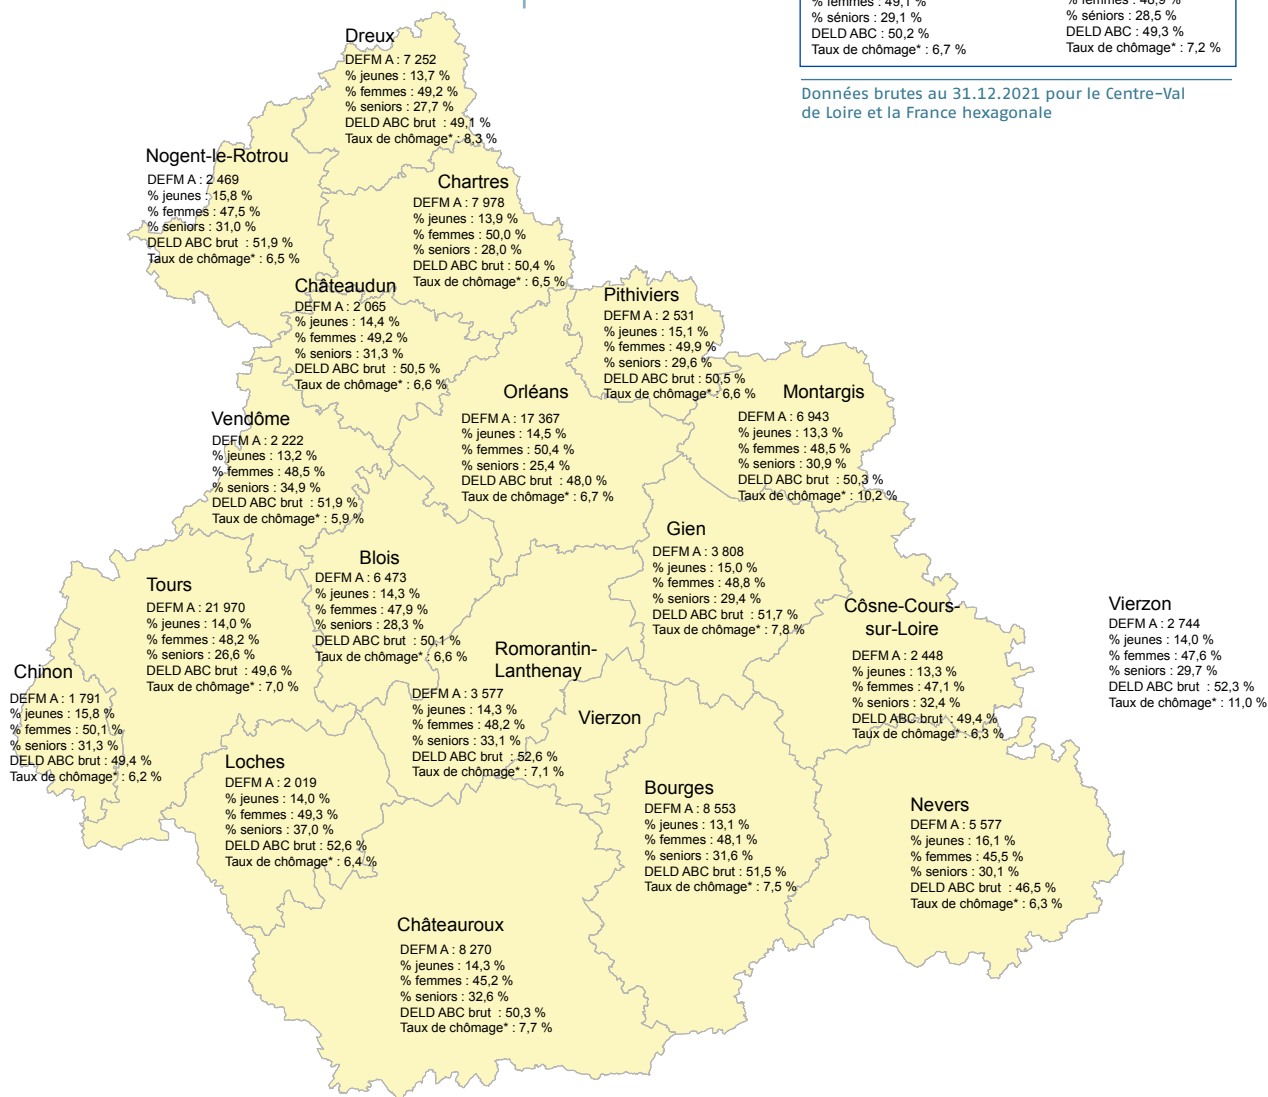 % femmes : 49,1 %
% séniors : 29,1 %
DELD ABC : 50,2 %
Taux de chômage* : 6,7 %
% femmes : 48,9 %
% séniors : 28,5 %
DELD ABC : 49,3 %
Taux de chômage* : 7,2 %
Données brutes au 31.12.2021 pour le Centre-Val
de Loire et la France hexagonale
Dreux
DEFM A : 7 252
% jeunes : 13,7 %
% femmes : 49,2 %
% seniors : 27,7 %
DELD ABC brut : 49,1 %
Taux de chômage* : 8,3 %
Nogent-le-Rotrou
DEFM A : 2 469
% jeunes : 15,8 %
% femmes : 47,5 %
% seniors : 31,0 %
DELD ABC brut : 51,9 %
Taux de chômage* : 6,5 %
Chartres
DEFM A : 7 978
% jeunes : 13,9 %
% femmes : 50,0 %
% seniors : 28,0 %
DELD ABC brut : 50,4 %
Taux de chômage* : 6,5 %
Châteaudun
DEFM A : 2 065
% jeunes : 14,4 %
% femmes : 49,2 %
% seniors : 31,3 %
DELD ABC brut : 50,5 %
Taux de chômage* : 6,6 %
Pithiviers
DEFM A : 2 531
% jeunes : 15,1 %
% femmes : 49,9 %
% seniors : 29,6 %
DELD ABC brut : 50,5 %
Taux de chômage* : 6,6 %
Orléans
DEFM A : 17 367
% jeunes : 14,5 %
% femmes : 50,4 %
% seniors : 25,4 %
DELD ABC brut : 48,0 %
Taux de chômage* : 6,7 %
Montargis
DEFM A : 6 943
% jeunes : 13,3 %
% femmes : 48,5 %
% seniors : 30,9 %
DELD ABC brut : 50,3 %
Taux de chômage* : 10,2 %
Vendôme
DEFM A : 2 222
% jeunes : 13,2 %
% femmes : 48,5 %
% seniors : 34,9 %
DELD ABC brut : 51,9 %
Taux de chômage* : 5,9 %
Gien
DEFM A : 3 808
% jeunes : 15,0 %
% femmes : 48,8 %
% seniors : 29,4 %
DELD ABC brut : 51,7 %
Taux de chômage* : 7,8 %
Blois
DEFM A : 6 473
% jeunes : 14,3 %
% femmes : 47,9 %
% seniors : 28,3 %
DELD ABC brut : 50,1 %
Taux de chômage* : 6,6 %
Tours
DEFM A : 21 970
% jeunes : 14,0 %
% femmes : 48,2 %
% seniors : 26,6 %
DELD ABC brut : 49,6 %
Taux de chômage* : 7,0 %
Côsne-Cours-
sur-Loire
DEFM A : 2 448
% jeunes : 13,3 %
% femmes : 47,1 %
% seniors : 32,4 %
DELD ABC brut : 49,4 %
Taux de chômage* : 6,3 %
Vierzon
DEFM A : 2 744
% jeunes : 14,0 %
% femmes : 47,6 %
% seniors : 29,7 %
DELD ABC brut : 52,3 %
Taux de chômage* : 11,0 %
Romorantin-
Lanthenay
DEFM A : 3 577
% jeunes : 14,3 %
% femmes : 48,2 %
% seniors : 33,1 %
DELD ABC brut : 52,6 %
Taux de chômage* : 7,1 %
Chinon
DEFM A : 1 791
% jeunes : 15,8 %
% femmes : 50,1 %
% seniors : 31,3 %
DELD ABC brut : 49,4 %
Taux de chômage* : 6,2 %
Vierzon
Loches
DEFM A : 2 019
% jeunes : 14,0 %
% femmes : 49,3 %
% seniors : 37,0 %
DELD ABC brut : 52,6 %
Taux de chômage* : 6,4 %
Bourges
DEFM A : 8 553
% jeunes : 13,1 %
% femmes : 48,1 %
% seniors : 31,6 %
DELD ABC brut : 51,5 %
Taux de chômage* : 7,5 %
Nevers
DEFM A : 5 577
% jeunes : 16,1 %
% femmes : 45,5 %
% seniors : 30,1 %
DELD ABC brut : 46,5 %
Taux de chômage* : 6,3 %
Châteauroux
DEFM A : 8 270
% jeunes : 14,3 %
% femmes : 45,2 %
% seniors : 32,6 %
DELD ABC brut : 50,3 %
Taux de chômage* : 7,7 %